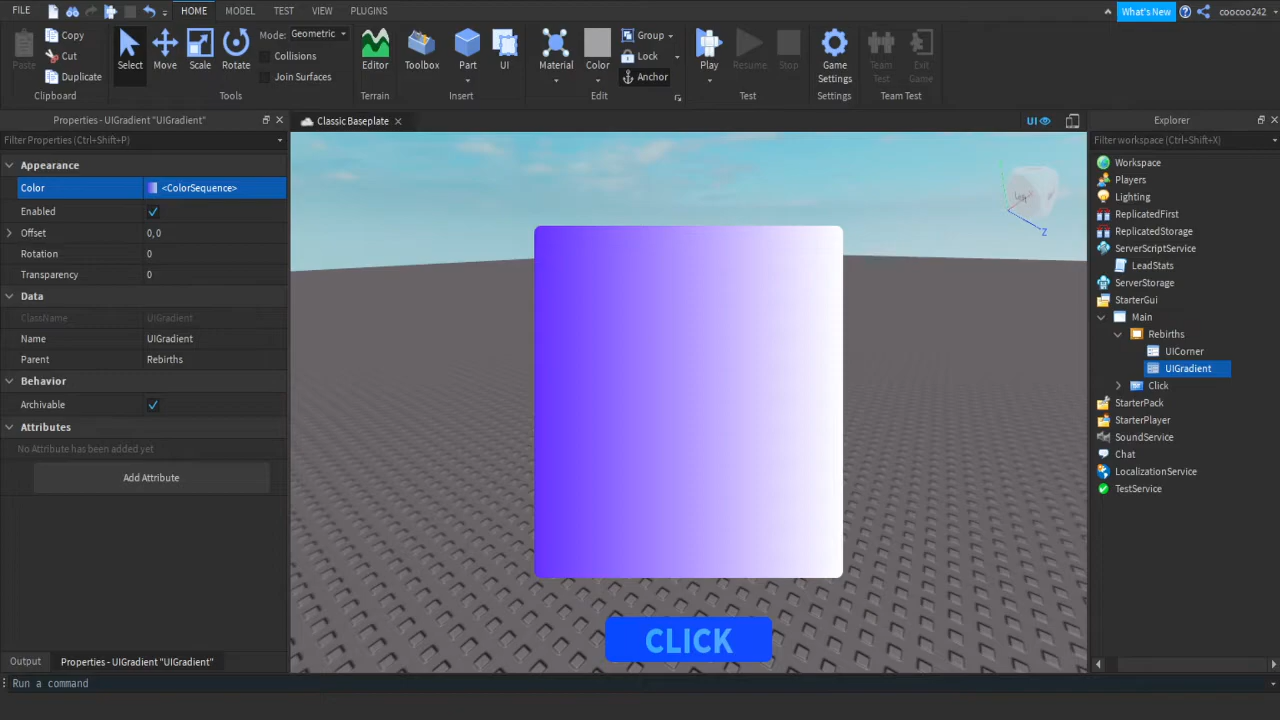 FILE HOME MODEL TEST VIEW PLUGINS What's New coocoo242
Paste Copy Cut Duplicate Clipboard
Select Move Scale Rotate Mode: Geometric Collisions Join Surfaces Tools
Editor Terrain
Toolbox Part UI Insert
Material Color Group Lock Anchor Edit
Play Resume Stop Test
Game Settings Settings
Team Test Exit Game Team Test
Properties - UIGradient "UIGradient"
Filter Properties (Ctrl+Shift+P)
Appearance
Color <ColorSequence>
Enabled
Offset 0, 0
Rotation 0
Transparency 0
Data
ClassName UIGradient
Name UIGradient
Parent Rebirths
Behavior
Archivable
Attributes
No Attribute has been added yet
Add Attribute
Output Properties - UIGradient "UIGradient"
Run a command
Classic Baseplate UI
Left
Z
CLICK
Explorer
Filter workspace (Ctrl+Shift+X)
Workspace
Players
Lighting
ReplicatedFirst
ReplicatedStorage
ServerScriptService
LeadStats
ServerStorage
StarterGui
Main
Rebirths
UICorner
UIGradient
Click
StarterPack
StarterPlayer
SoundService
Chat
LocalizationService
TestService